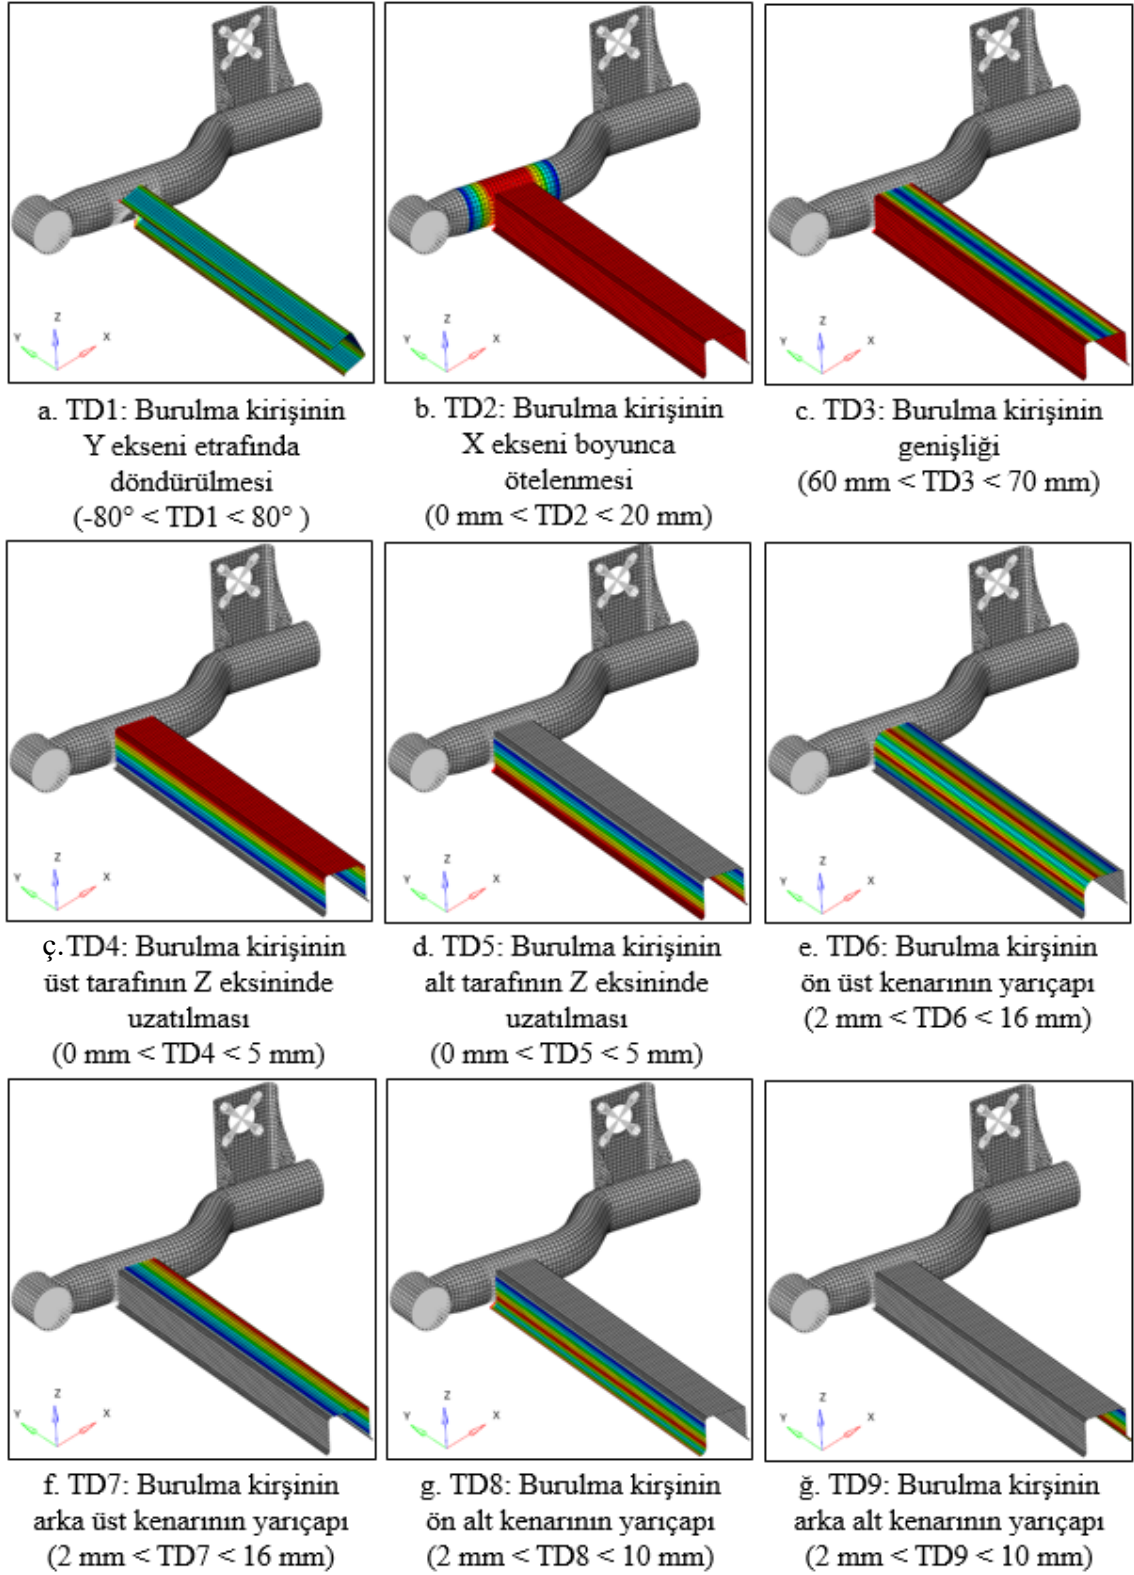 Z
Y
X
Z
Y
X
Z
Y
X
a. TD1: Burulma kirişinin
Y ekseni etrafında
döndürülmesi
(-80° < TD1 < 80° )
b. TD2: Burulma kirişinin
X ekseni boyunca
ötelenmesi
(0 mm < TD2 < 20 mm)
c. TD3: Burulma kirişinin
genişliği
(60 mm < TD3 < 70 mm)
Z
Y
X
Z
Y
X
Z
Y
X
ç. TD4: Burulma kirişinin
üst tarafının Z eksininde
uzatılması
(0 mm < TD4 < 5 mm)
d. TD5: Burulma kirişinin
alt tarafının Z eksininde
uzatılması
(0 mm < TD5 < 5 mm)
e. TD6: Burulma kirşinin
ön üst kenarının yarıçapı
(2 mm < TD6 < 16 mm)
Z
Y
X
Z
Y
X
Z
Y
X
f. TD7: Burulma kirşinin
arka üst kenarının yarıçapı
(2 mm < TD7 < 16 mm)
g. TD8: Burulma kirşinin
ön alt kenarının yarıçapı
(2 mm < TD8 < 10 mm)
ğ. TD9: Burulma kirşinin
arka alt kenarının yarıçapı
(2 mm < TD9 < 10 mm)